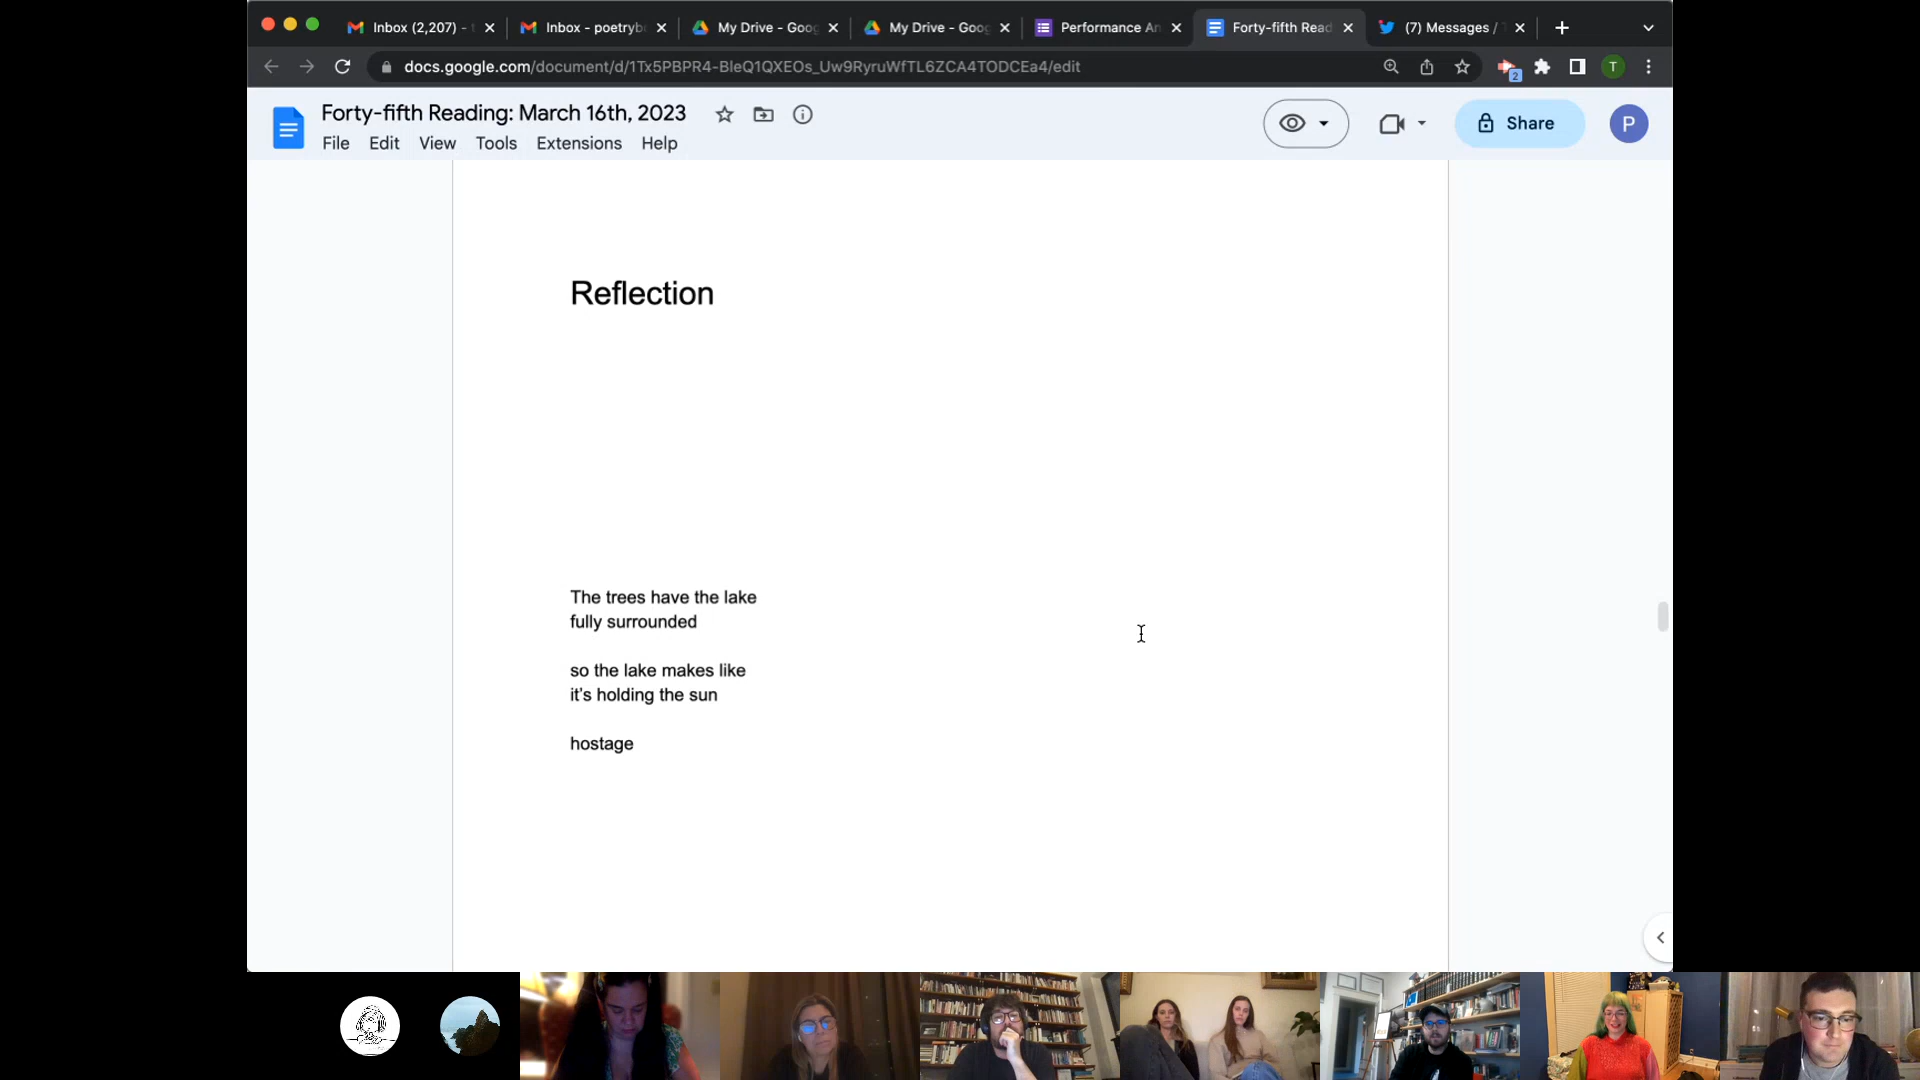 Inbox (2,207) -
Inbox - poetryb
My Drive - Goog
My Drive - Goog
Performance An
Forty-fifth Read
(7) Messages / T
docs.google.com/document/d/1Tx5PBPR4-BleQ1QXEOs_Uw9RyruWfTL6ZCA4TODCEa4/edit
2
T
Forty-fifth Reading: March 16th, 2023
File Edit View Tools Extensions Help
Share
P
Reflection
The trees have the lake
fully surrounded
so the lake makes like
it's holding the sun
hostage